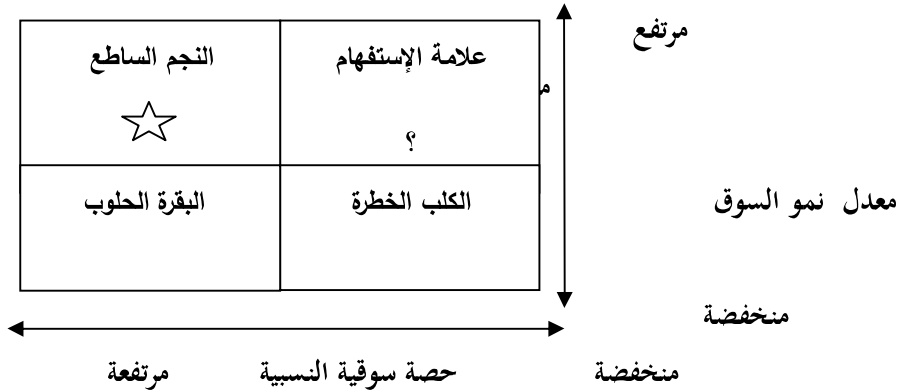 مرتفع
علامة الإستفهام
النجم الساطع
؟
معدل نمو السوق
الكلب الخطرة
البقرة الحلوب
منخفضة
منخفضة
حصة سوقية النسبية
مرتفعة